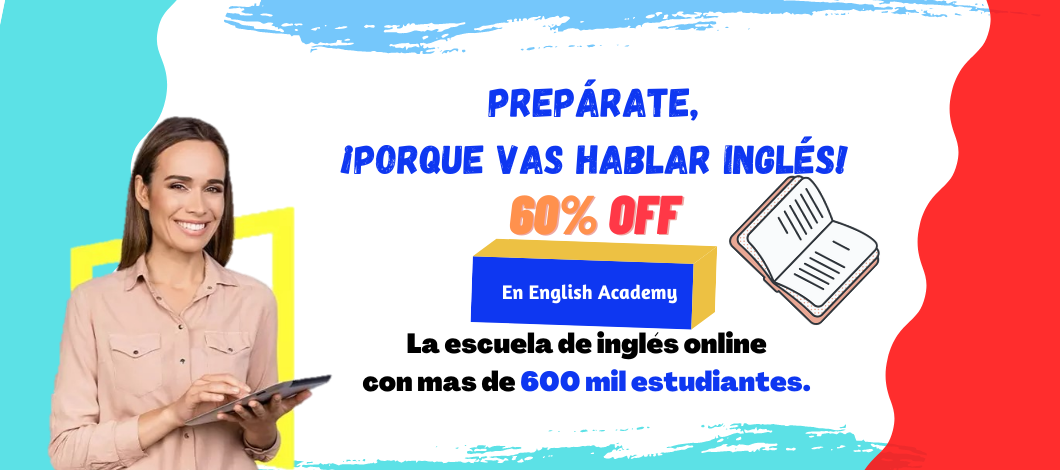 PREPÁRATE,
¡PORQUE VAS HABLAR INGLÉS!
60% OFF
En English Academy
La escuela de inglés online
con mas de 600 mil estudiantes.